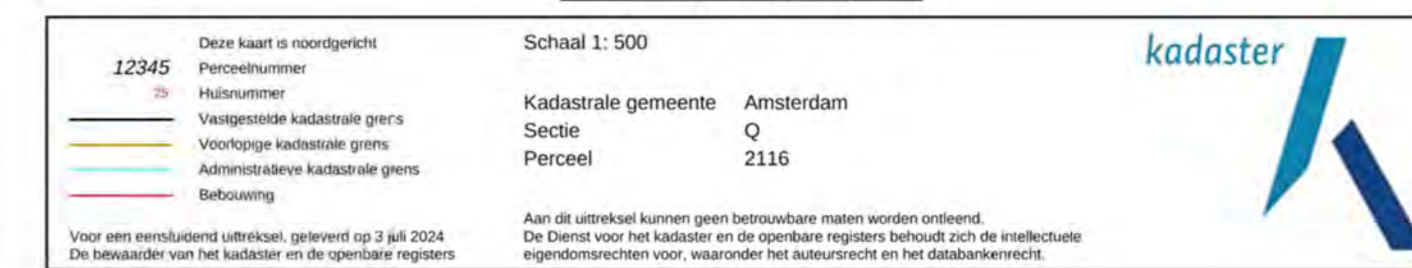 Deze kaart is noordgericht
12345 Perceelnummer
25 Huisnummer
Vastgestelde kadastrale grens
Voorlopige kadastrale grens
Administratieve kadastrale grens
Bebouwing
Voor een eensluidend uittreksel, geleverd op 3 juli 2024
De bewaarder van het kadaster en de openbare registers
Schaal 1: 500
Kadastrale gemeente Amsterdam
Sectie Q
Perceel 2116
Aan dit uittreksel kunnen geen betrouwbare maten worden ontleend.
De Dienst voor het kadaster en de openbare registers behoudt zich de intellectuele
eigendomsrechten voor, waaronder het auteursrecht en het databankenrecht.
kadaster